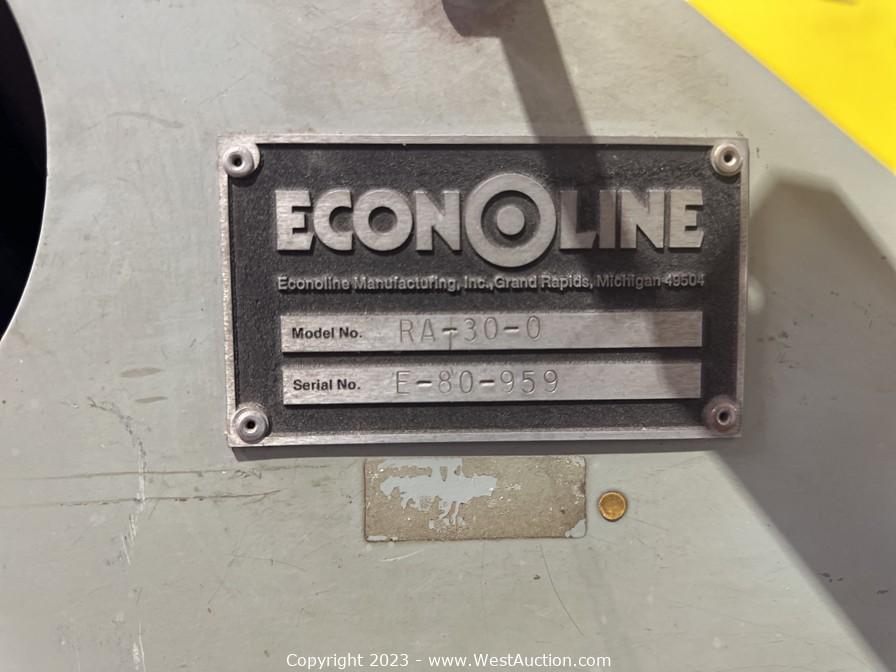 ECONOLINE
Econoline Manufacturing, Inc., Grand Rapids, Michigan 49504
Model No. RA-30-0
Serial No. E-80-959
Copyright 2023 - www.WestAuction.com